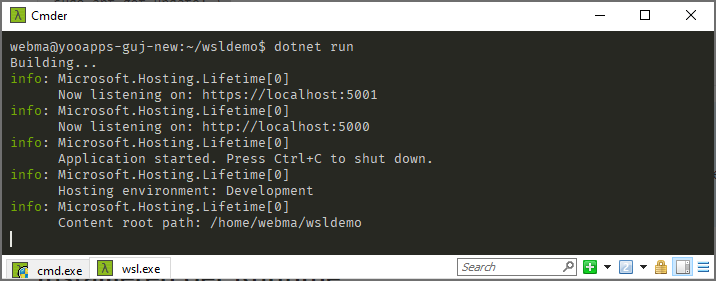 Cmder
webma@yooapps-guj-new:~/wsldemo$ dotnet run
Building...
info: Microsoft.Hosting.Lifetime[0]
Now listening on: https://localhost:5001
info: Microsoft.Hosting.Lifetime[0]
Now listening on: http://localhost:5000
info: Microsoft.Hosting.Lifetime[0]
Application started. Press Ctrl+C to shut down.
info: Microsoft.Hosting.Lifetime[0]
Hosting environment: Development
info: Microsoft.Hosting.Lifetime[0]
Content root path: /home/webma/wsldemo
cmd.exe
wsl.exe
Search